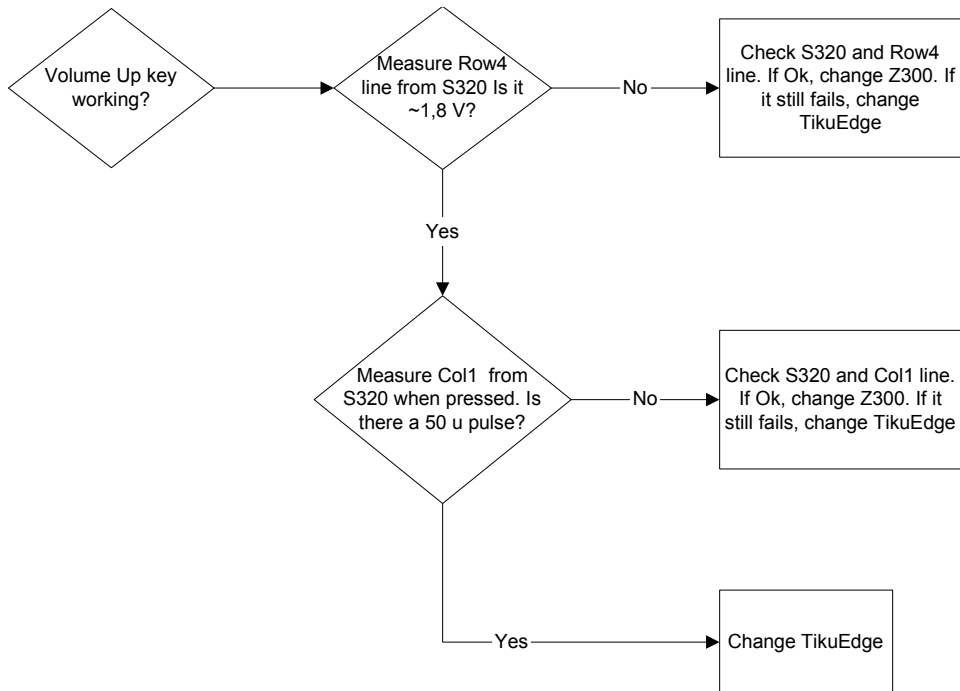 Volume Up key
working?
Measure Row4
line from S320 Is it
~1,8 V?
No
Check S320 and Row4
line. If Ok, change Z300. If
it still fails, change
TikuEdge
Yes
Measure Col1 from
S320 when pressed. Is
there a 50 u pulse?
No
Check S320 and Col1 line.
If Ok, change Z300. If it
still fails, change TikuEdge
Yes
Change TikuEdge